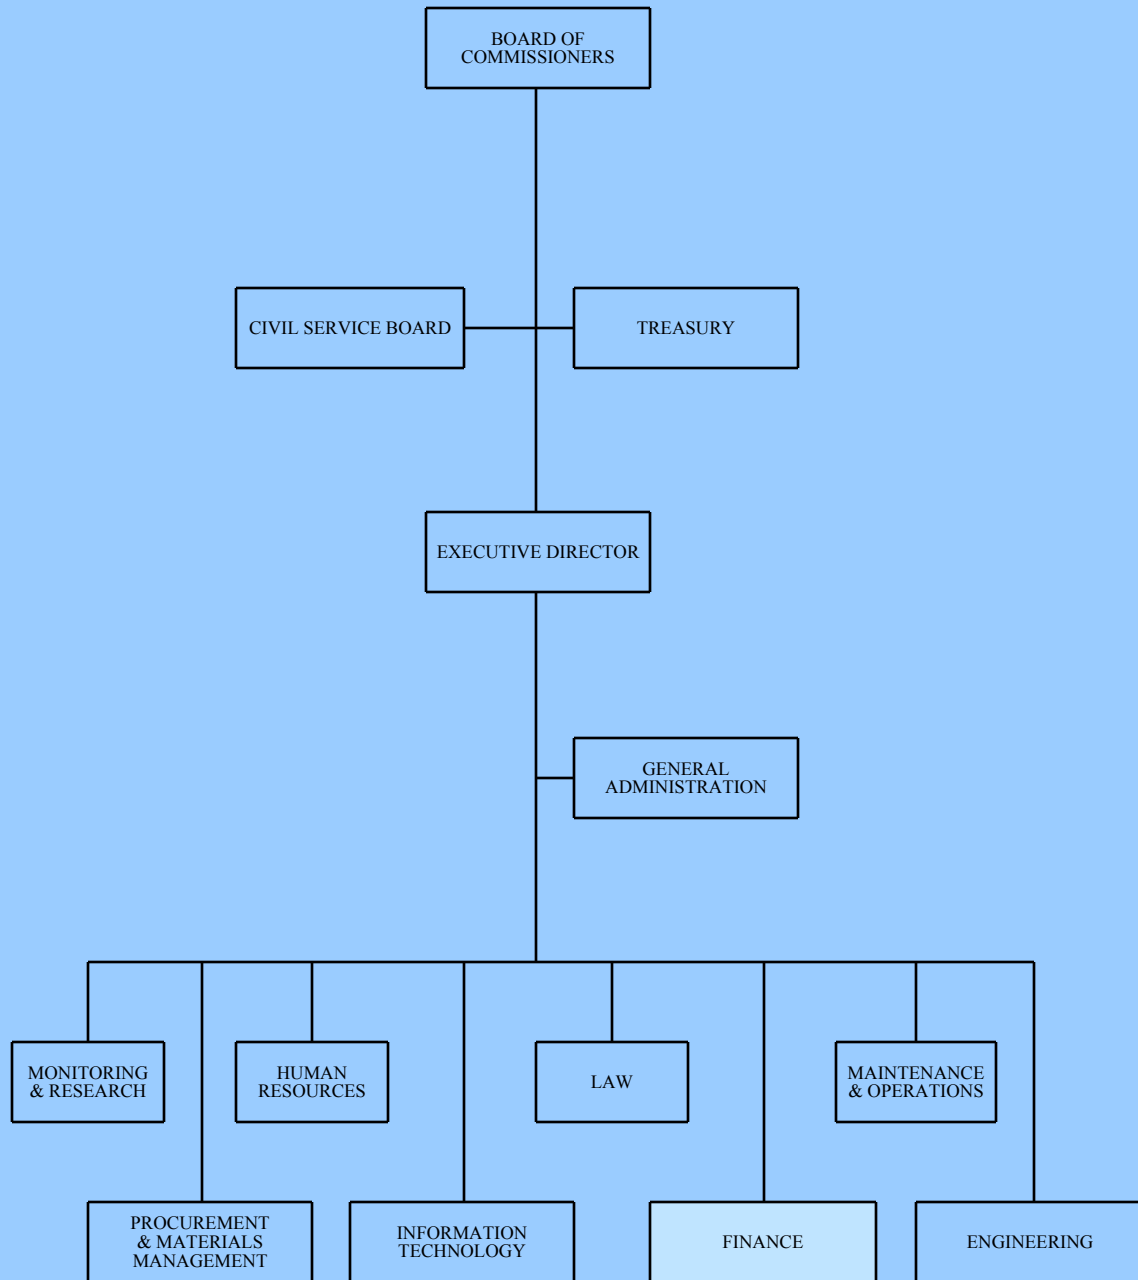 BOARD OF
COMMISSIONERS
CIVIL SERVICE BOARD
TREASURY
EXECUTIVE DIRECTOR
GENERAL
ADMINISTRATION
MONITORING
& RESEARCH
HUMAN
RESOURCES
LAW
MAINTENANCE
& OPERATIONS
PROCUREMENT
& MATERIALS
MANAGEMENT
INFORMATION
TECHNOLOGY
FINANCE
ENGINEERING